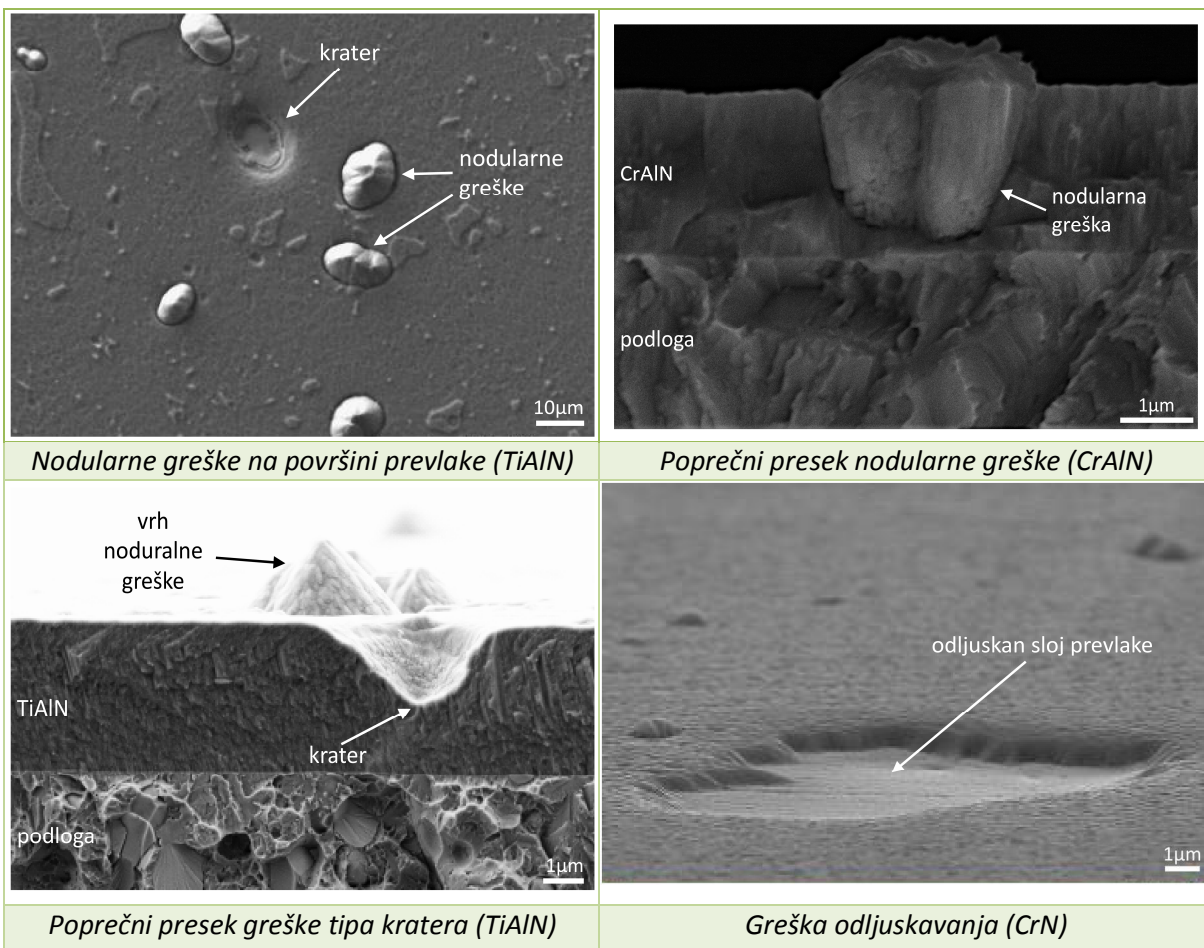 krater
nodularne
greške
10µm
CrAlN
nodularna
greška
podloga
1µm
Nodularne greške na površini prevlake (TiAlN)
Poprečni presek nodularne greške (CrAlN)
vrh
noduralne
greške
TiAlN
krater
podloga
1µm
odljuskan sloj prevlake
1µm
Poprečni presek greške tipa kratera (TiAlN)
Greška odljuskavanja (CrN)